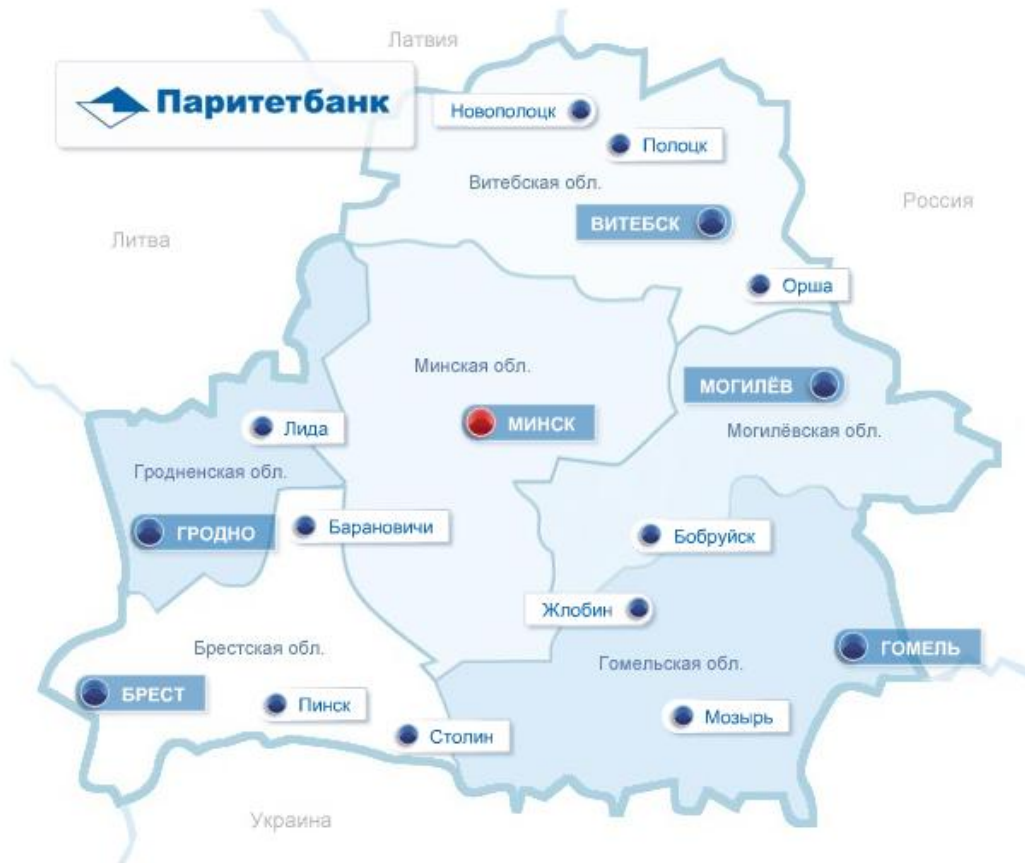 Латвия
Паритетбанк
Новополоцк
Полоцк
Витебская обл.
Россия
ВИТЕБСК
Литва
Орша
Минская обл.
МОГИЛЁВ
МИНСК
Лида
Могилёвская обл.
Гродненская обл.
ГРОДНО
Барановичи
Бобруйск
Жлобин
Брестская обл.
ГОМЕЛЬ
Гомельская обл.
БРЕСТ
Пинск
Мозырь
Столин
Украина